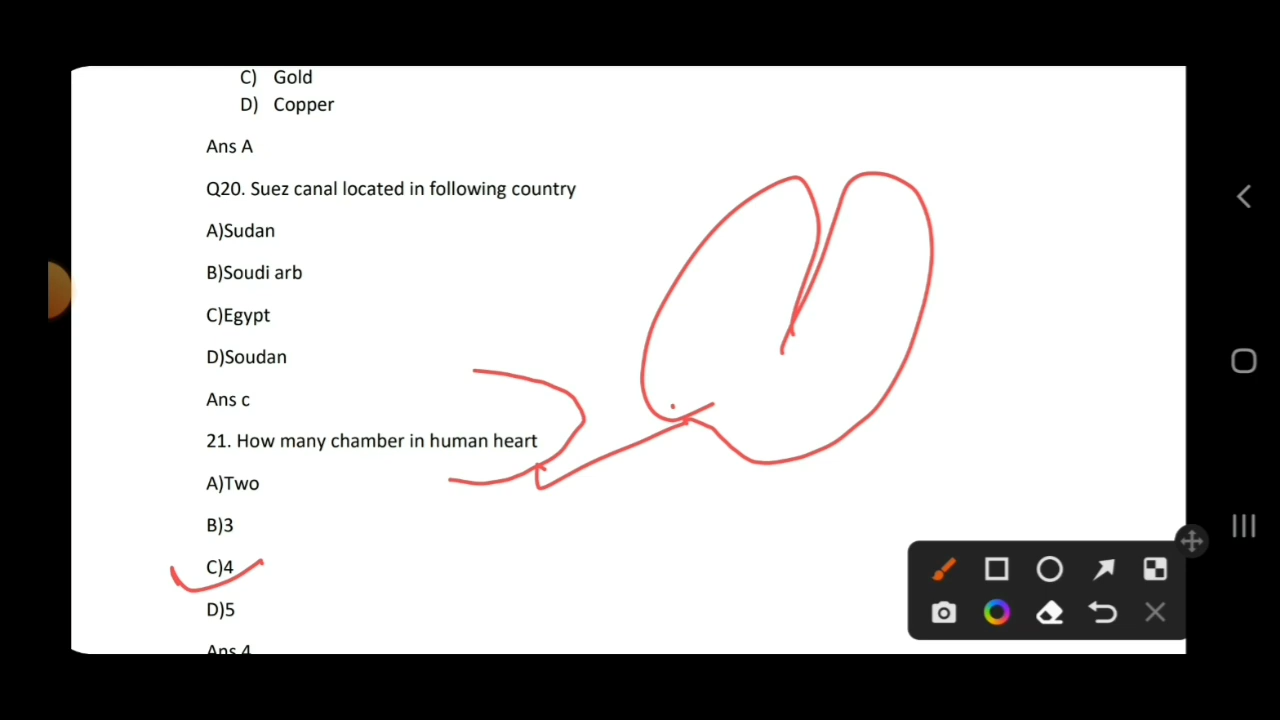 C) Gold
D) Copper
Ans A
Q20. Suez canal located in following country
A)Sudan
B)Soudi arb
C)Egypt
D)Soudan
Ans c
21. How many chamber in human heart
A)Two
B)3
C)4
D)5
Ans 4